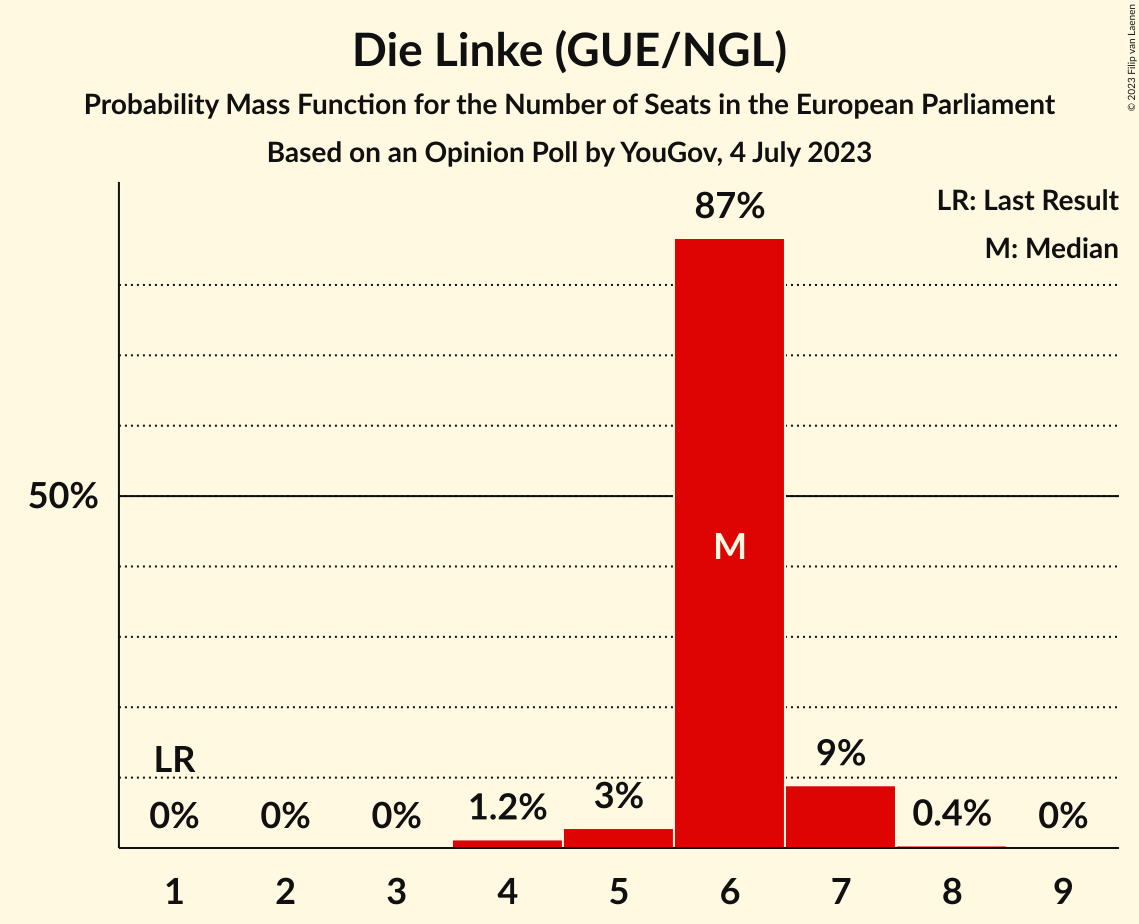 Die Linke (GUE/NGL)
Probability Mass Function for the Number of Seats in the European Parliament
Based on an Opinion Poll by YouGov, 4 July 2023
© 2023 Filip van Laenen
LR: Last Result
M: Median
87%
50%
M
LR
9%
0%
0%
0%
1.2%
3%
0.4%
0%
1 2 3 4 5 6 7 8 9